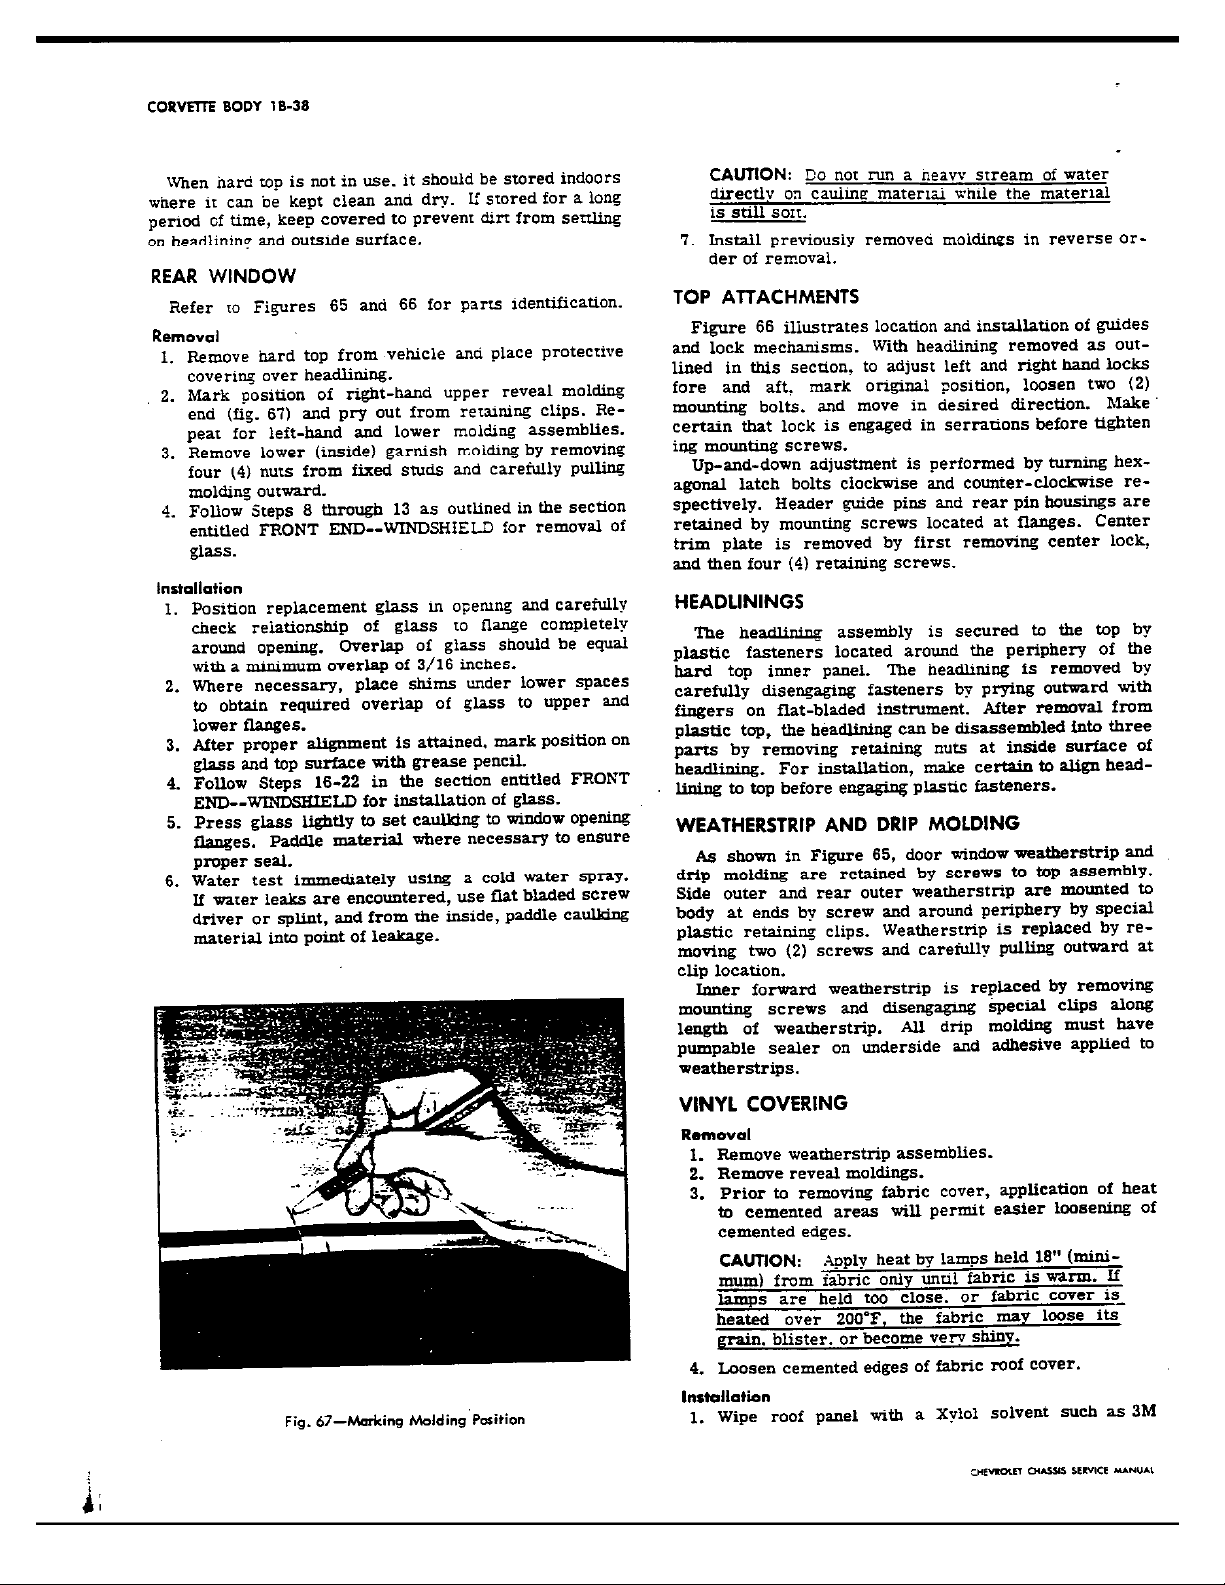 CORVETTE BODY 1B-38
When hard top is not in use. it should be stored indoors
where it can be kept clean and dry. If stored for a long
period of time, keep covered to prevent dirt from settling
on headlining and outside surface.
REAR WINDOW
Refer to Figures 65 and 66 for parts identification.
Removal
1. Remove hard top from vehicle and place protective
covering over headlining.
2. Mark position of right-hand upper reveal molding
end (fig. 67) and pry out from retaining clips. Re-
peat for left-hand and lower molding assemblies.
3. Remove lower (inside) garnish molding by removing
four (4) nuts from fixed studs and carefully pulling
molding outward.
4. Follow Steps 8 through 13 as outlined in the section
entitled FRONT END--WINDSHIELD for removal of
glass.
Installation
1. Position replacement glass in opening and carefully
check relationship of glass to flange completely
around opening. Overlap of glass should be equal
with a minimum overlap of 3/16 inches.
2. Where necessary, place shims under lower spaces
to obtain required overlap of glass to upper and
lower flanges.
3. After proper alignment is attained, mark position on
glass and top surface with grease pencil.
4. Follow Steps 16-22 in the section entitled FRONT
END--WINDSHIELD for installation of glass.
5. Press glass lightly to set caulking to window opening
flanges. Paddle material where necessary to ensure
proper seal.
6. Water test immediately using a cold water spray.
If water leaks are encountered, use flat bladed screw
driver or splint, and from the inside, paddle caulking
material into point of leakage.
Fig. 67—Marking Molding Position
CAUTION: Do not run a heavy stream of water
directly on cauling material while the material
is still soft.
7. Install previously removed moldings in reverse or-
der of removal.
TOP ATTACHMENTS
Figure 66 illustrates location and installation of guides
and lock mechanisms. With headlining removed as out-
lined in this section, to adjust left and right hand locks
fore and aft, mark original position, loosen two (2)
mounting bolts. and move in desired direction. Make
certain that lock is engaged in serrations before tighten
ing mounting screws.
Up-and-down adjustment is performed by turning hex-
agonal latch bolts clockwise and counter-clockwise re-
spectively. Header guide pins and rear pin housings are
retained by mounting screws located at flanges. Center
trim plate is removed by first removing center lock,
and then four (4) retaining screws.
HEADLININGS
The headlining assembly is secured to the top by
plastic fasteners located around the periphery of the
hard top inner panel. The headlining is removed by
carefully disengaging fasteners by prying outward with
fingers on flat-bladed instrument. After removal from
plastic top, the headlining can be disassembled into three
parts by removing retaining nuts at inside surface of
headlining. For installation, make certain to align head-
lining to top before engaging plastic fasteners.
WEATHERSTRIP AND DRIP MOLDING
As shown in Figure 65, door window weatherstrip and
drip molding are retained by screws to top assembly.
Side outer and rear outer weatherstrip are mounted to
body at ends by screw and around periphery by special
plastic retaining clips. Weatherstrip is replaced by re-
moving two (2) screws and carefully pulling outward at
clip location.
Inner forward weatherstrip is replaced by removing
mounting screws and disengaging special clips along
length of weatherstrip. All drip molding must have
pumpable sealer on underside and adhesive applied to
weatherstrips.
VINYL COVERING
Removal
1. Remove weatherstrip assemblies.
2. Remove reveal moldings.
3. Prior to removing fabric cover, application of heat
to cemented areas will permit easier loosening of
cemented edges.
CAUTION: Apply heat by lamps held 18" (mini-
mum) from fabric only until fabric is warm. If
lamps are held too close. or fabric cover is
heated over 200°F, the fabric may loose its
grain. blister. or become very shiny.
4. Loosen cemented edges of fabric roof cover.
Installation
1. Wipe roof panel with a Xylol solvent such as 3M
CHEVROLET CHASSIS SERVICE MANUAL